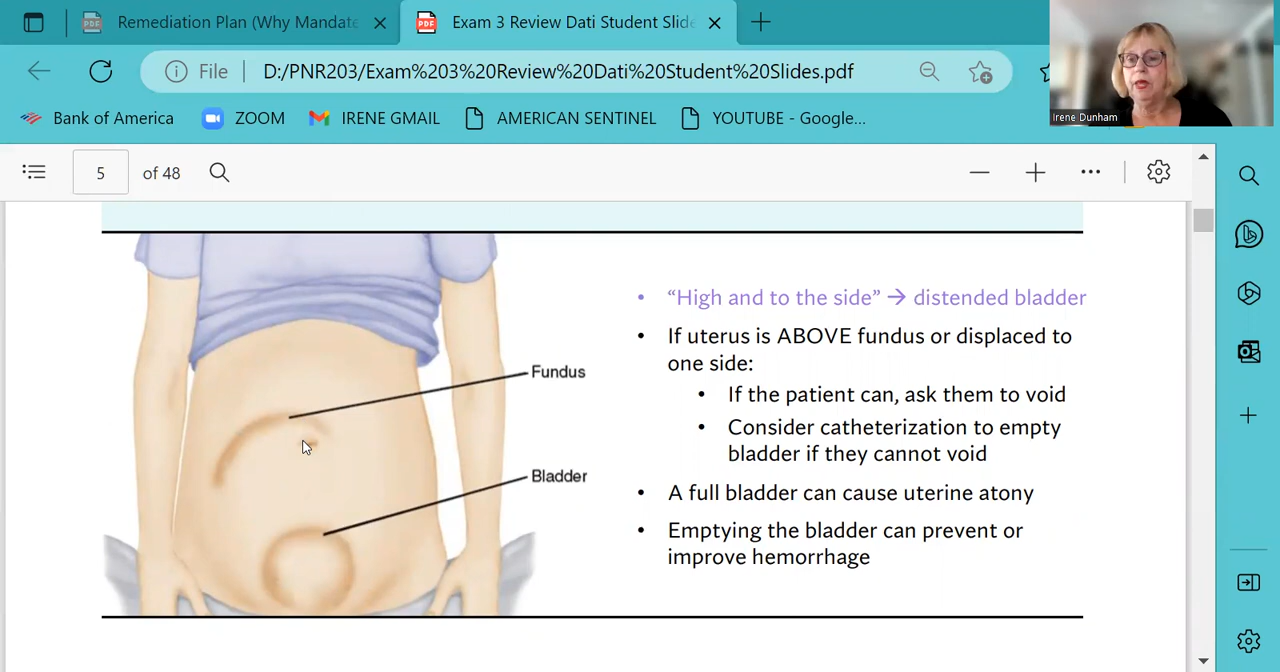 Remediation Plan (Why Mandate
Exam 3 Review Dati Student Slide
File
D:/PNR203/Exam%203%20Review%20Dati%20Student%20Slides.pdf
Bank of America
ZOOM
IRENE GMAIL
AMERICAN SENTINEL
YOUTUBE - Google...
Irene Dunham
5 of 48
Fundus
Bladder
• “High and to the side” → distended bladder
• If uterus is ABOVE fundus or displaced to
one side:
• If the patient can, ask them to void
• Consider catheterization to empty
bladder if they cannot void
• A full bladder can cause uterine atony
• Emptying the bladder can prevent or
improve hemorrhage